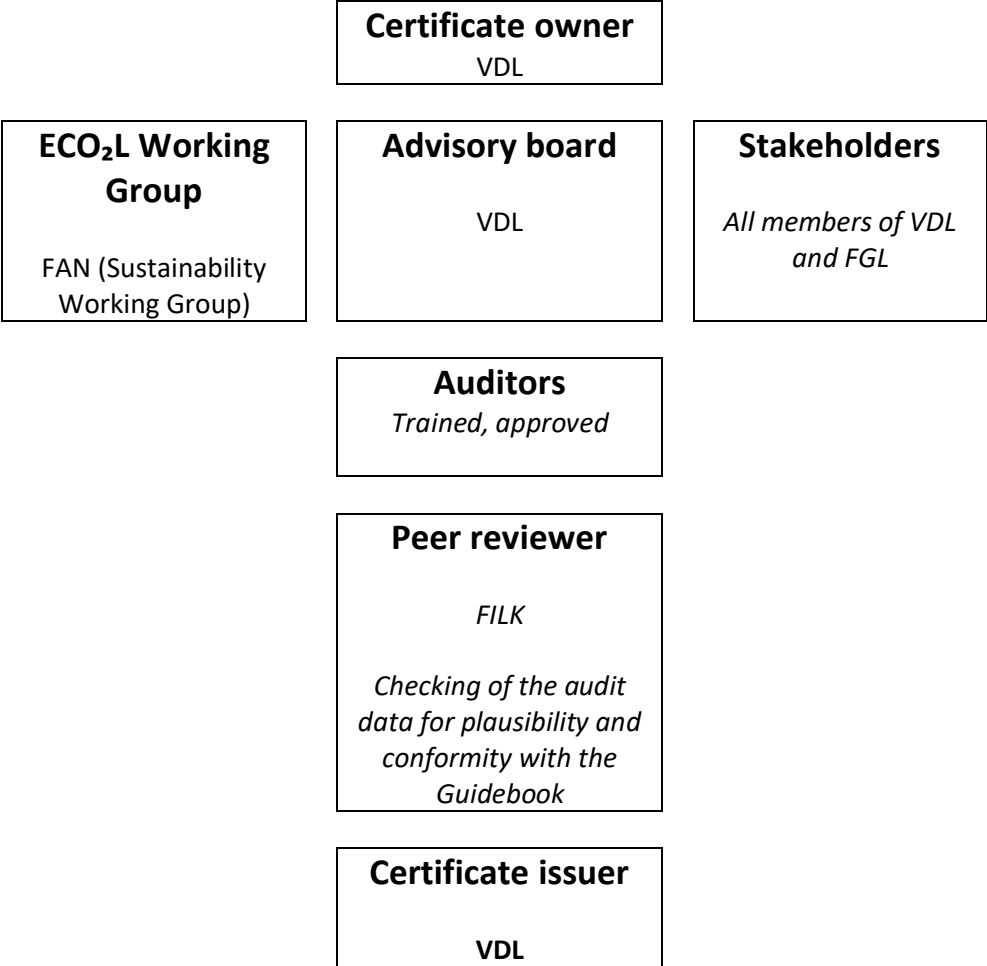 Certificate owner
VDL
ECO₂L Working
Group
FAN (Sustainability
Working Group)
Advisory board
VDL
Stakeholders
All members of VDL
and FGL
Auditors
Trained, approved
Peer reviewer
FILK
Checking of the audit
data for plausibility and
conformity with the
Guidebook
Certificate issuer
VDL